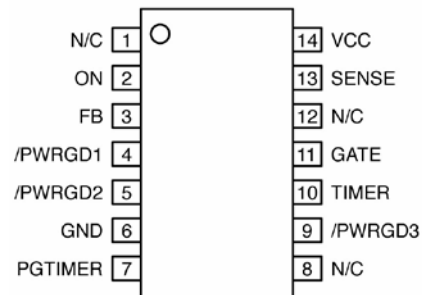 N/C 1 14 VCC
ON 2 13 SENSE
FB 3 12 N/C
/PWRGD1 4 11 GATE
/PWRGD2 5 10 TIMER
GND 6 9 /PWRGD3
PGTIMER 7 8 N/C